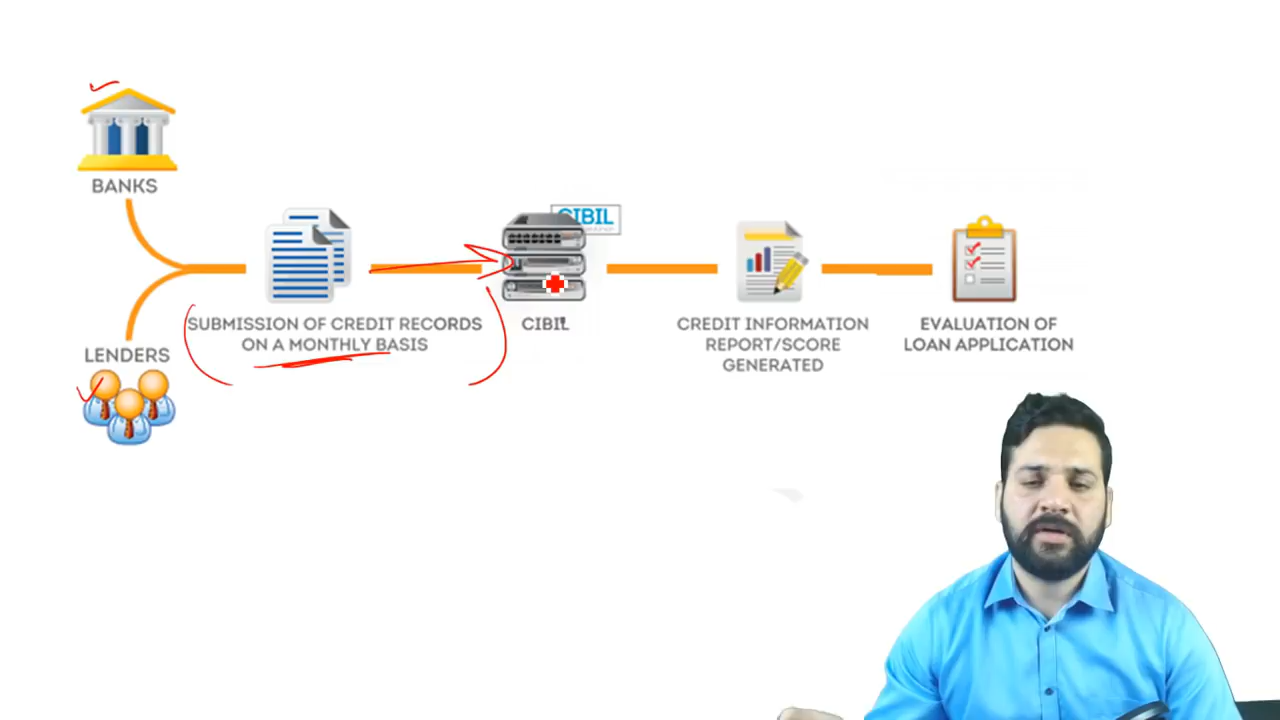 BANKS
LENDERS
SUBMISSION OF CREDIT RECORDS
ON A MONTHLY BASIS
CIBIL
CIBIL
CREDIT INFORMATION
REPORT/SCORE
GENERATED
EVALUATION OF
LOAN APPLICATION